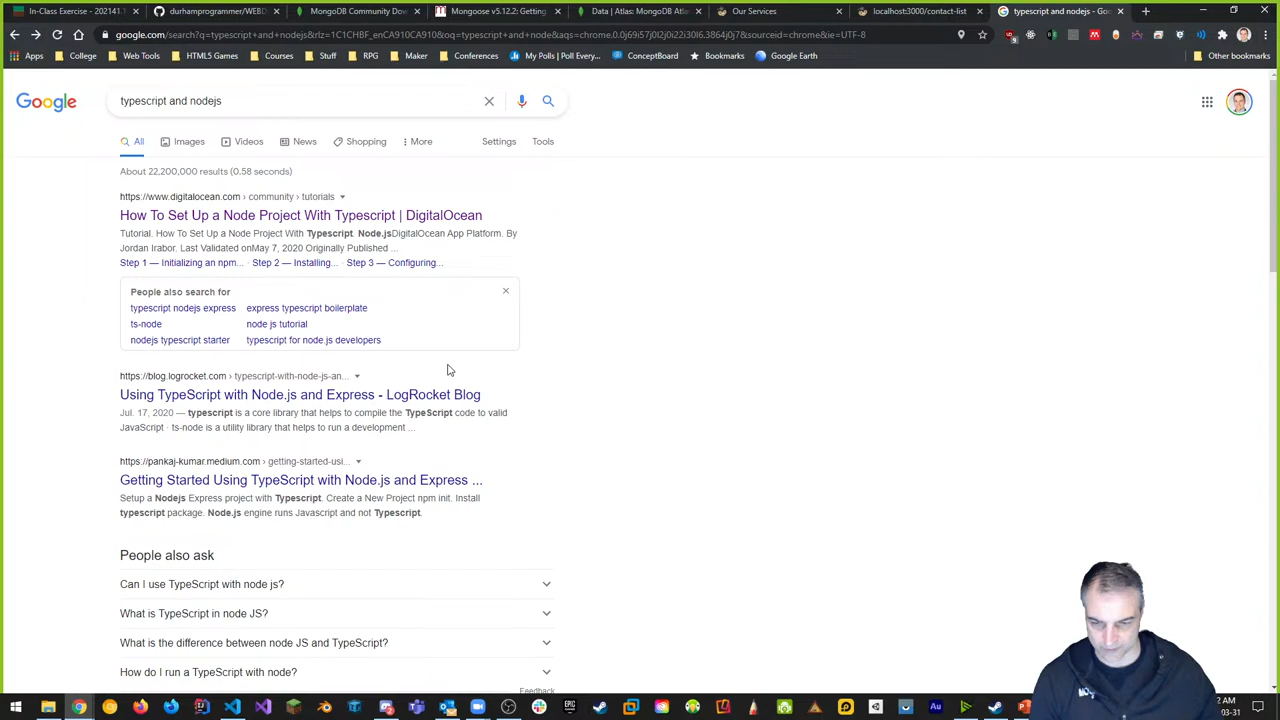 In-Class Exercise - 202141.1
durhamprogrammer/WEBD
MongoDB Community Dow
Mongoose v5.12.2: Getting
Data | Atlas: MongoDB Atla
Our Services
localhost:3000/contact-list
typescript and nodejs - Goo
google.com/search?q=typescript+and+nodejs&rlz=1C1CHBF_enCA910CA910&oq=typescript+and+node&aqs=chrome.0.0j69i57j0l2j0i22i30l6.3864j0j7&sourceid=chrome&ie=UTF-8
Apps College Web Tools HTML5 Games Courses Stuff RPG Maker Conferences My Polls | Poll Every... ConceptBoard Bookmarks Google Earth Other bookmarks
Google
typescript and nodejs
All Images Videos News Shopping More Settings Tools
About 22,200,000 results (0.58 seconds)
https://www.digitalocean.com › community › tutorials
How To Set Up a Node Project With Typescript | DigitalOcean
Tutorial. How To Set Up a Node Project With Typescript. Node.jsDigitalOcean App Platform. By
Jordan Irabor. Last Validated onMay 7, 2020 Originally Published ...
Step 1 — Initializing an npm... · Step 2 — Installing... · Step 3 — Configuring...
People also search for
typescript nodejs express express typescript boilerplate
ts-node node js tutorial
nodejs typescript starter typescript for node.js developers
https://blog.logrocket.com › typescript-with-node-js-an...
Using TypeScript with Node.js and Express - LogRocket Blog
Jul. 17, 2020 — typescript is a core library that helps to compile the TypeScript code to valid
JavaScript · ts-node is a utility library that helps to run a development ...
https://pankaj-kumar.medium.com › getting-started-usi...
Getting Started Using TypeScript with Node.js and Express ...
Setup a Nodejs Express project with Typescript. Create a New Project npm init. Install
typescript package. Node.js engine runs Javascript and not Typescript.
People also ask
Can I use TypeScript with node js?
What is TypeScript in node JS?
What is the difference between node JS and TypeScript?
How do I run a TypeScript with node?
Feedback
2 AM
03-31